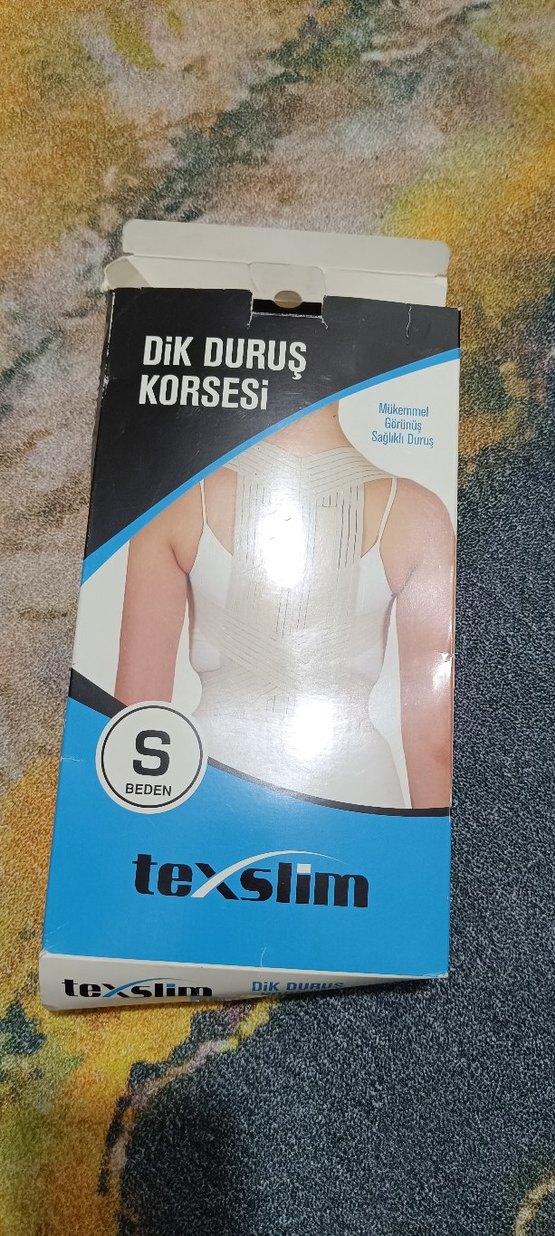 DiK DURUŞ
KORSESi
Mükemmel
Görünüş
Sağlıklı Duruş
S
BEDEN
texslim
texslim
DiK DURUŞ